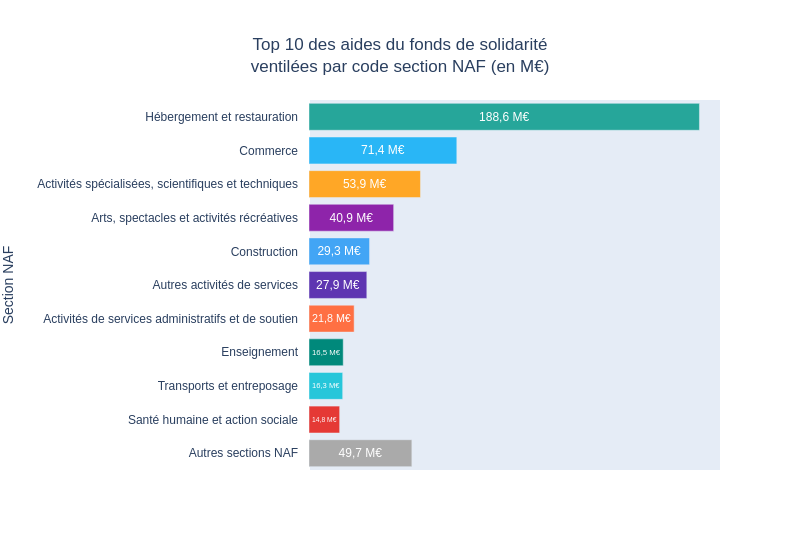 Top 10 des aides du fonds de solidarité
ventilées par code section NAF (en M€)
Section NAF
Hébergement et restauration 188,6 M€
Commerce 71,4 M€
Activités spécialisées, scientifiques et techniques 53,9 M€
Arts, spectacles et activités récréatives 40,9 M€
Construction 29,3 M€
Autres activités de services 27,9 M€
Activités de services administratifs et de soutien 21,8 M€
Enseignement 16,5 M€
Transports et entreposage 16,3 M€
Santé humaine et action sociale 14,8 M€
Autres sections NAF 49,7 M€